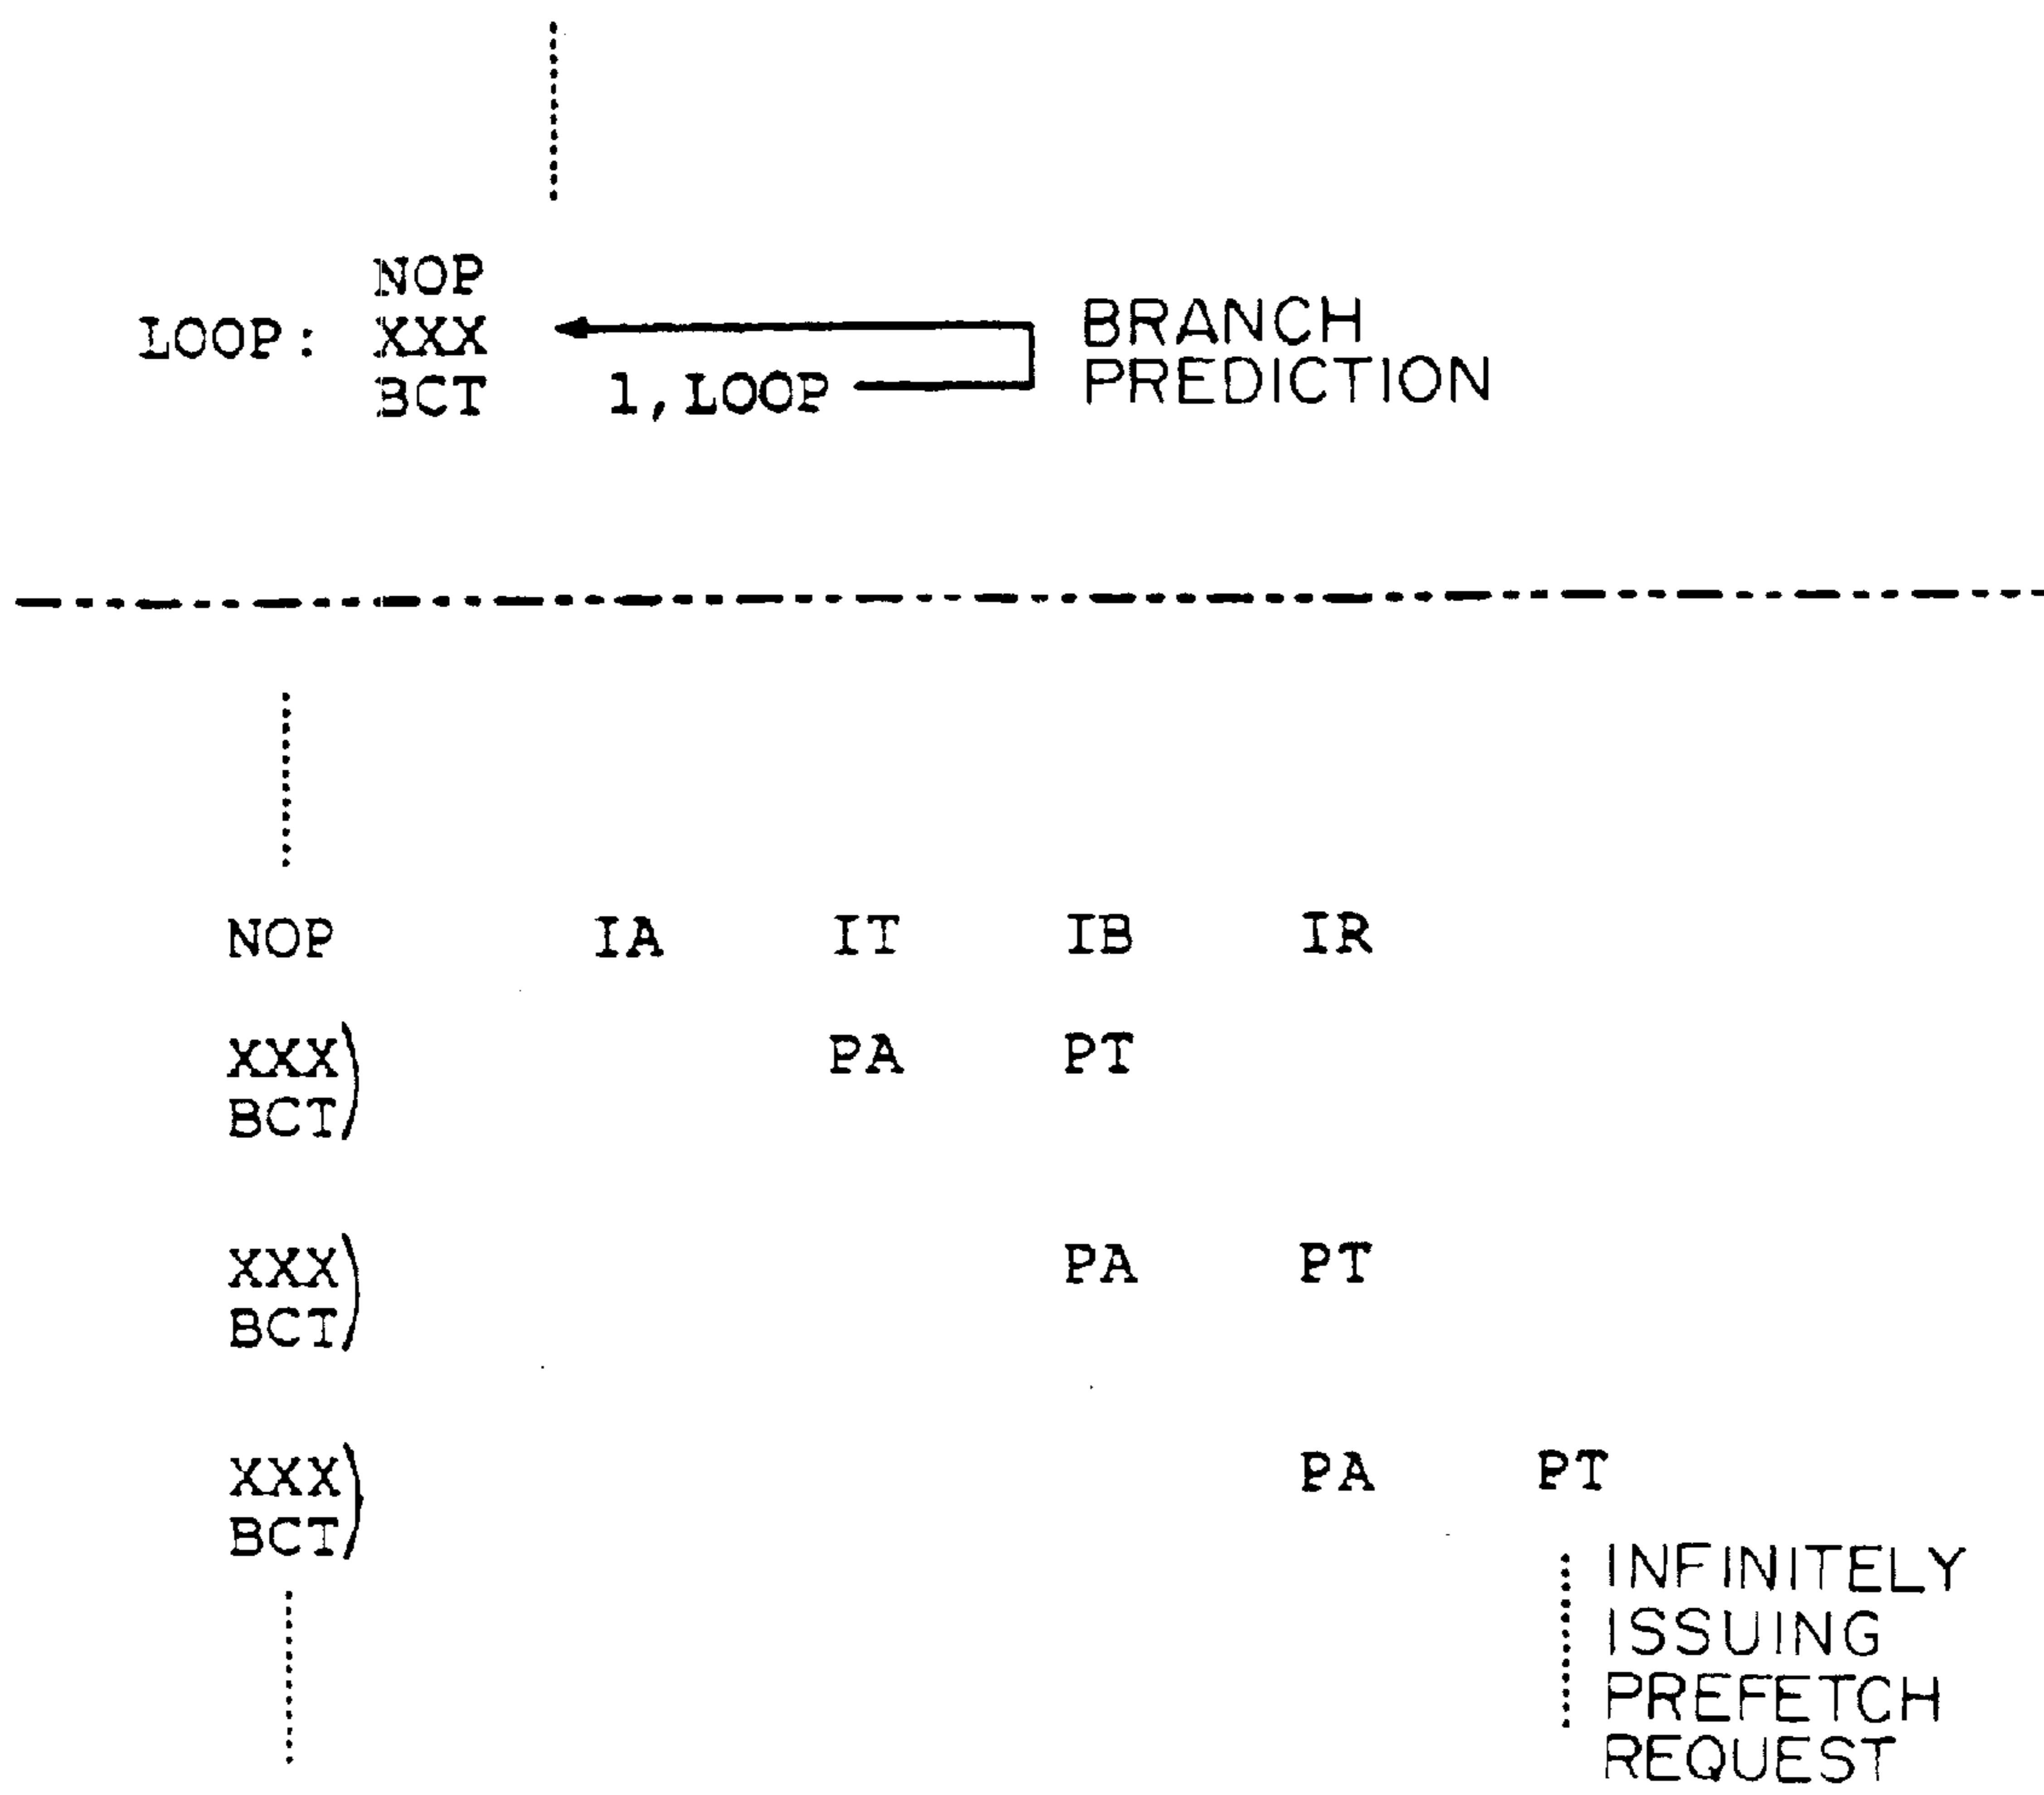 NOP
LOOP: XXX
BCT 1,LOOP
BRANCH
PREDICTION
NOP IA IT IB IR
XXX) PA PT
BCT)
XXX) PA PT
BCT)
XXX) PA PT
BCT)
INFINITELY
ISSUING
PREFETCH
REQUEST